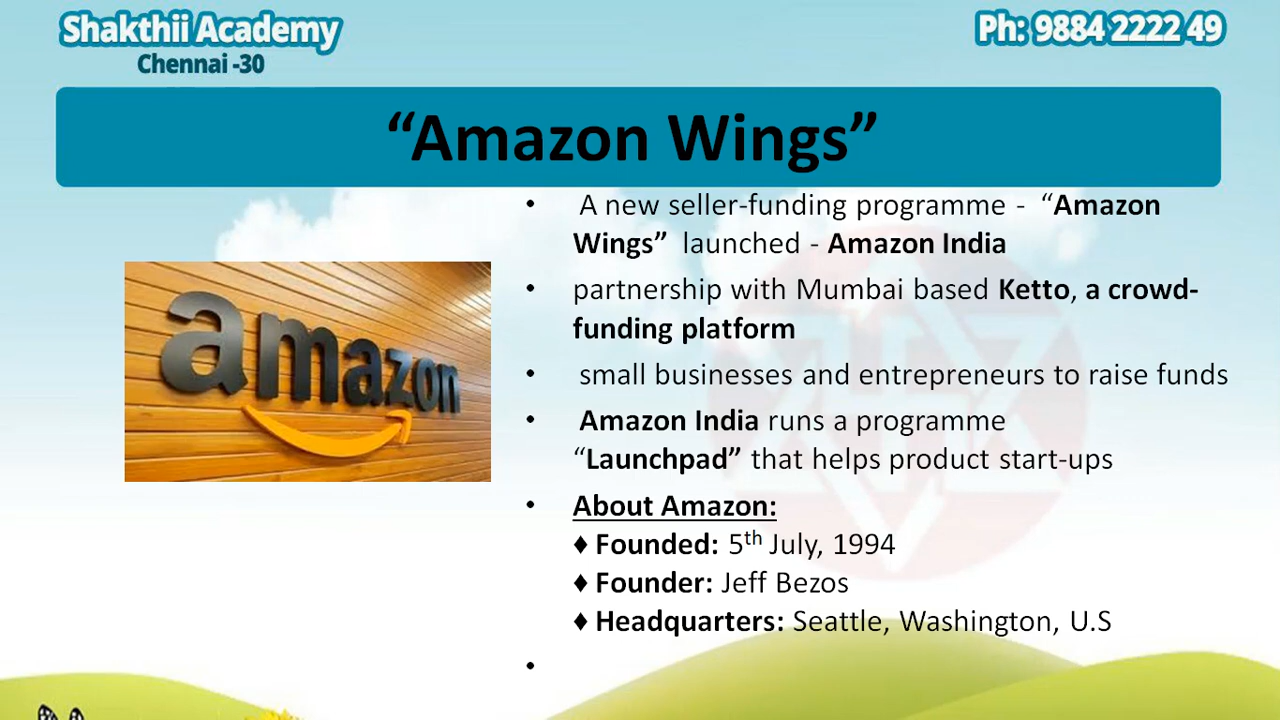 Shakthii Academy
Chennai -30
Ph: 9884 2222 49
“Amazon Wings”
• A new seller-funding programme - “Amazon
Wings” launched - Amazon India
• partnership with Mumbai based Ketto, a crowd-
funding platform
• small businesses and entrepreneurs to raise funds
• Amazon India runs a programme
“Launchpad” that helps product start-ups
• About Amazon:
♦ Founded: 5th July, 1994
♦ Founder: Jeff Bezos
♦ Headquarters: Seattle, Washington, U.S
•
amazon